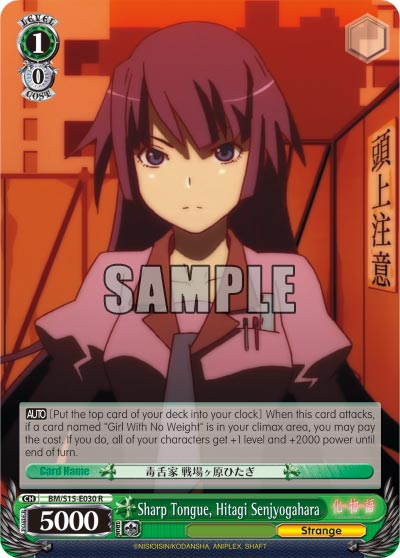 LEVEL
1
0
COST
頭上注意
SAMPLE
AUTO [Put the top card of your deck into your clock] When this card attacks,
if a card named "Girl With No Weight" is in your climax area, you may pay
the cost. If you do, all of your characters get +1 level and +2000 power until
end of turn.
Card Name
毒舌家 戦場ヶ原ひたぎ
CH BM/S15-E030 R
5000
Sharp Tongue, Hitagi Senjyogahara
化物語
Strange
©NISIOISIN/KODANSHA, ANIPLEX, SHAFT